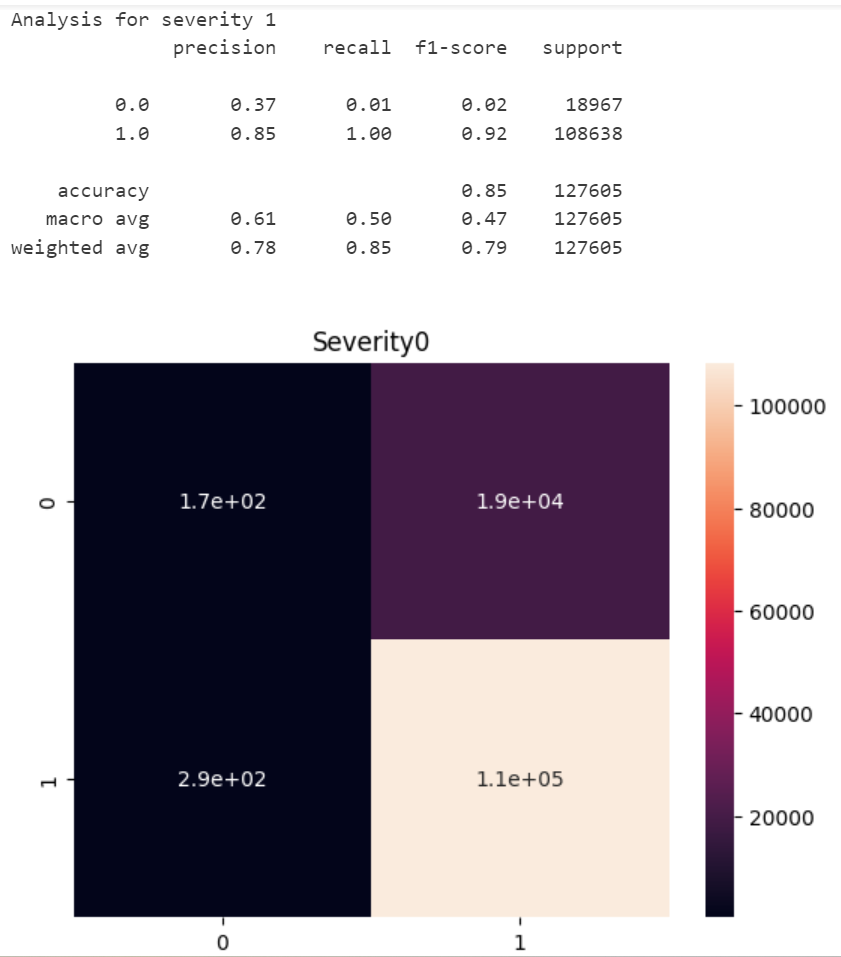 Analysis for severity 1
precision recall f1-score support
0.0 0.37 0.01 0.02 18967
1.0 0.85 1.00 0.92 108638
accuracy 0.85 127605
macro avg 0.61 0.50 0.47 127605
weighted avg 0.78 0.85 0.79 127605
Severity0
0 1.7e+02 1.9e+04
1 2.9e+02 1.1e+05
0 1
100000
80000
60000
40000
20000